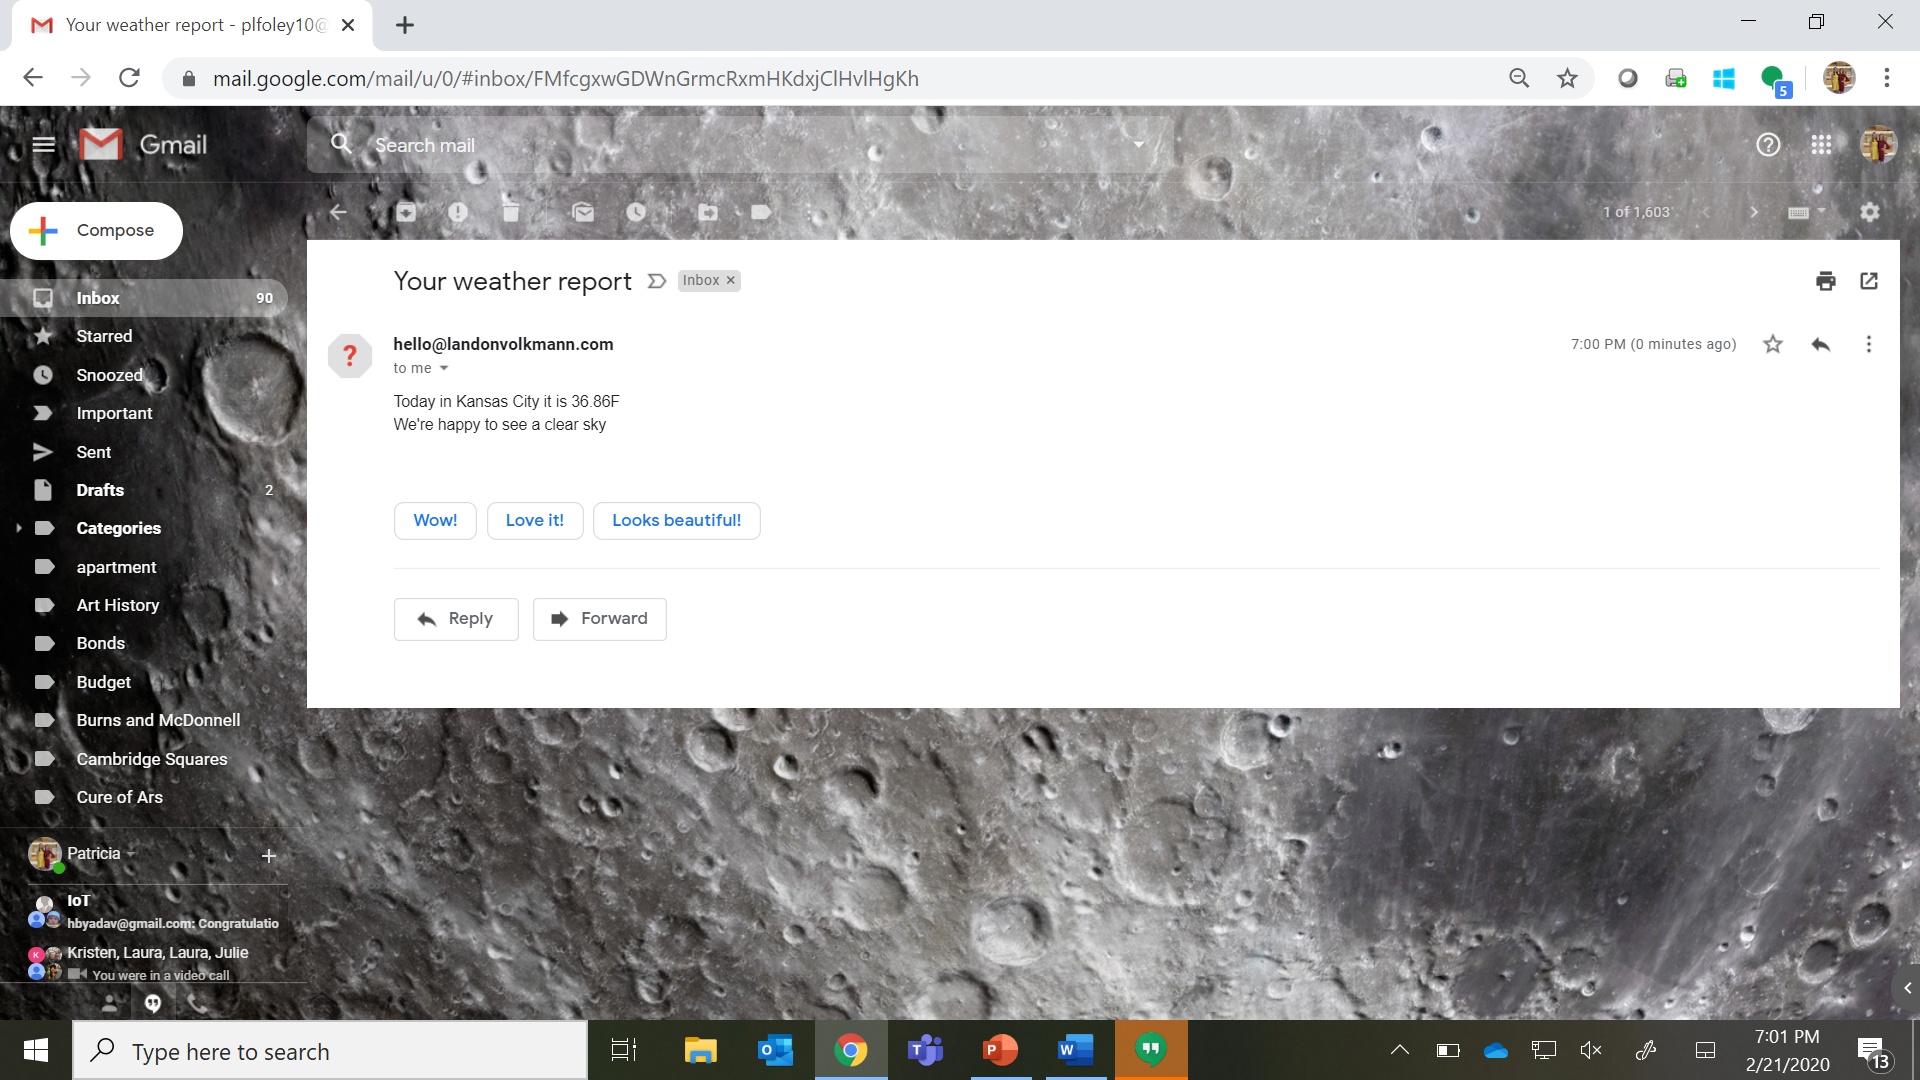 Your weather report - plfoley10@
mail.google.com/mail/u/0/#inbox/FMfcgxwGDWnGrmcRxmHKdxjClHvlHgKh
5
Gmail
Search mail
Compose
1 of 1,603
Inbox 90
Starred
Snoozed
Important
Sent
Drafts 2
Categories
apartment
Art History
Bonds
Budget
Burns and McDonnell
Cambridge Squares
Cure of Ars
Your weather report Inbox ×
hello@landonvolkmann.com 7:00 PM (0 minutes ago)
to me
Today in Kansas City it is 36.86F
We're happy to see a clear sky
Wow! Love it! Looks beautiful!
Reply Forward
Patricia
IoT
hbyadav@gmail.com: Congratulatio
Kristen, Laura, Laura, Julie
You were in a video call
Type here to search
7:01 PM
2/21/2020
13